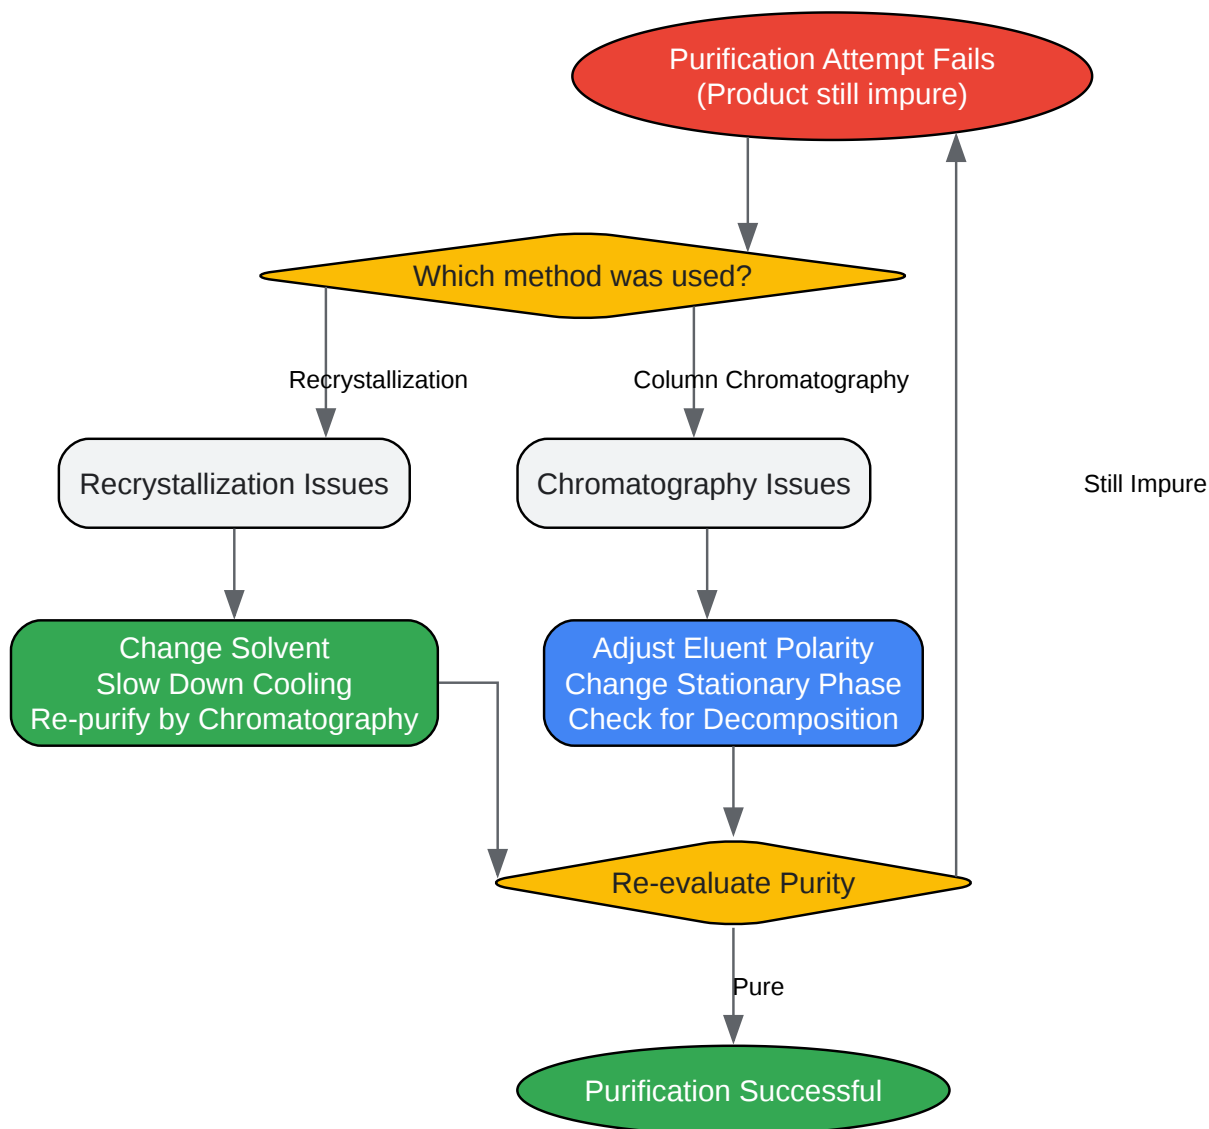 Purification Attempt Fails
(Product still impure)
Which method was used?
Recrystallization
Column Chromatography
Recrystallization Issues
Chromatography Issues
Still Impure
Change Solvent
Slow Down Cooling
Re-purify by Chromatography
Adjust Eluent Polarity
Change Stationary Phase
Check for Decomposition
Re-evaluate Purity
Pure
Purification Successful